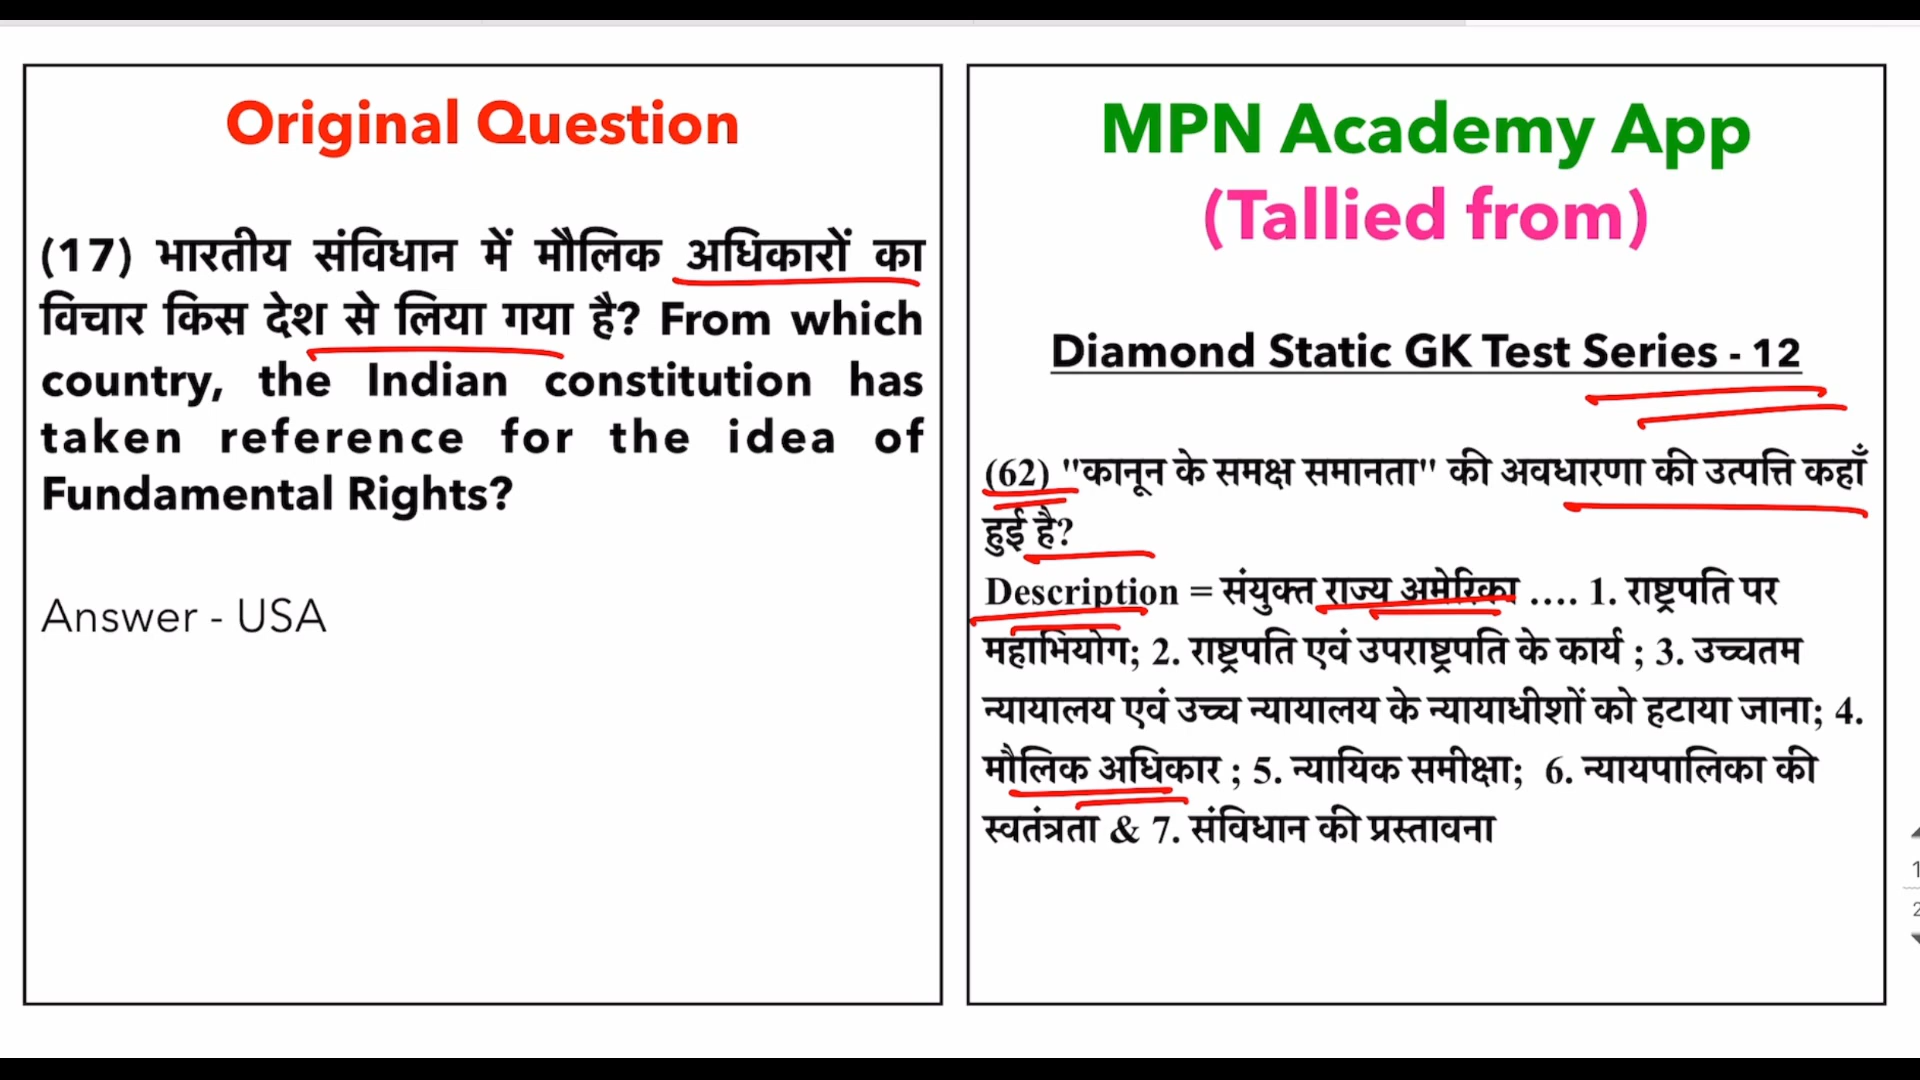 Original Question
(17) भारतीय संविधान में मौलिक अधिकारों का
विचार किस देश से लिया गया है? From which
country, the Indian constitution has
taken reference for the idea of
Fundamental Rights?
Answer - USA
MPN Academy App
(Tallied from)
Diamond Static GK Test Series - 12
(62) "कानून के समक्ष समानता" की अवधारणा की उत्पत्ति कहाँ
हुई है?
Description = संयुक्त राज्य अमेरिका .... 1. राष्ट्रपति पर
महाभियोग; 2. राष्ट्रपति एवं उपराष्ट्रपति के कार्य ; 3. उच्चतम
न्यायालय एवं उच्च न्यायालय के न्यायाधीशों को हटाया जाना; 4.
मौलिक अधिकार ; 5. न्यायिक समीक्षा; 6. न्यायपालिका की
स्वतंत्रता & 7. संविधान की प्रस्तावना
1
2